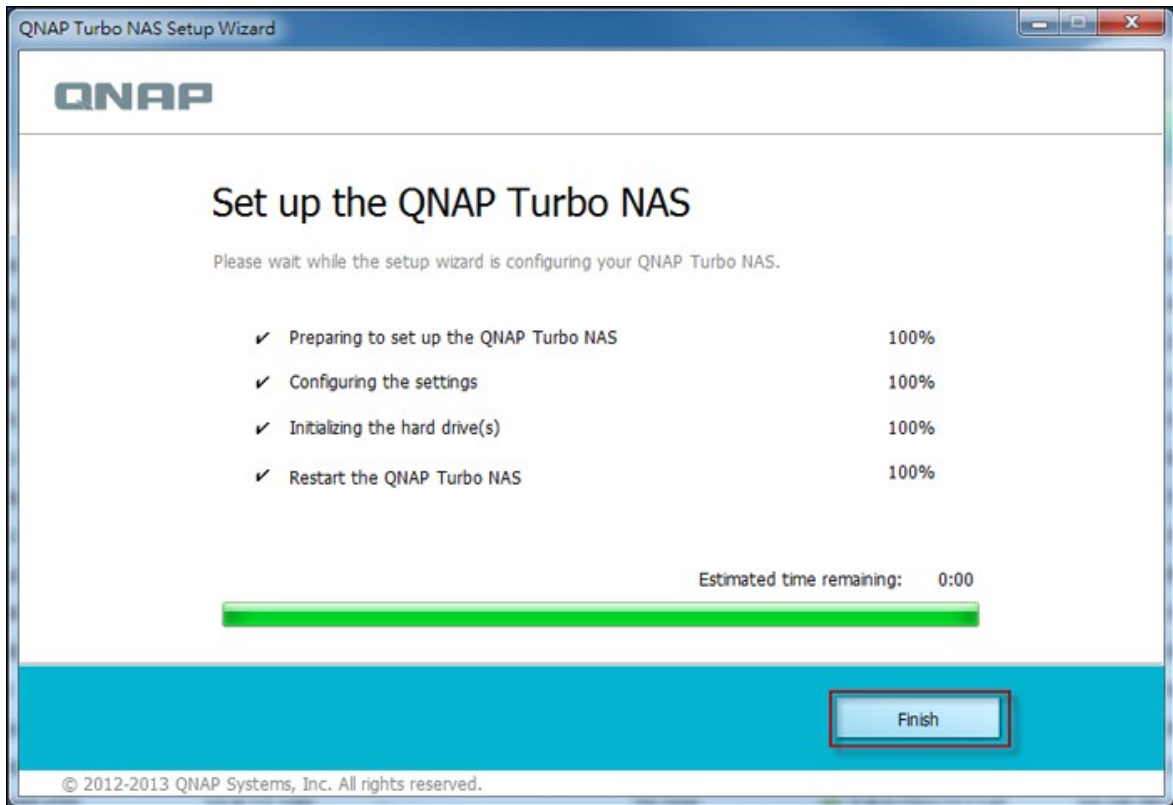 QNAP Turbo NAS Setup Wizard
QNAP
Set up the QNAP Turbo NAS
Please wait while the setup wizard is configuring your QNAP Turbo NAS.
✔ Preparing to set up the QNAP Turbo NAS 100%
✔ Configuring the settings 100%
✔ Initializing the hard drive(s) 100%
✔ Restart the QNAP Turbo NAS 100%
Estimated time remaining: 0:00
Finish
© 2012-2013 QNAP Systems, Inc. All rights reserved.